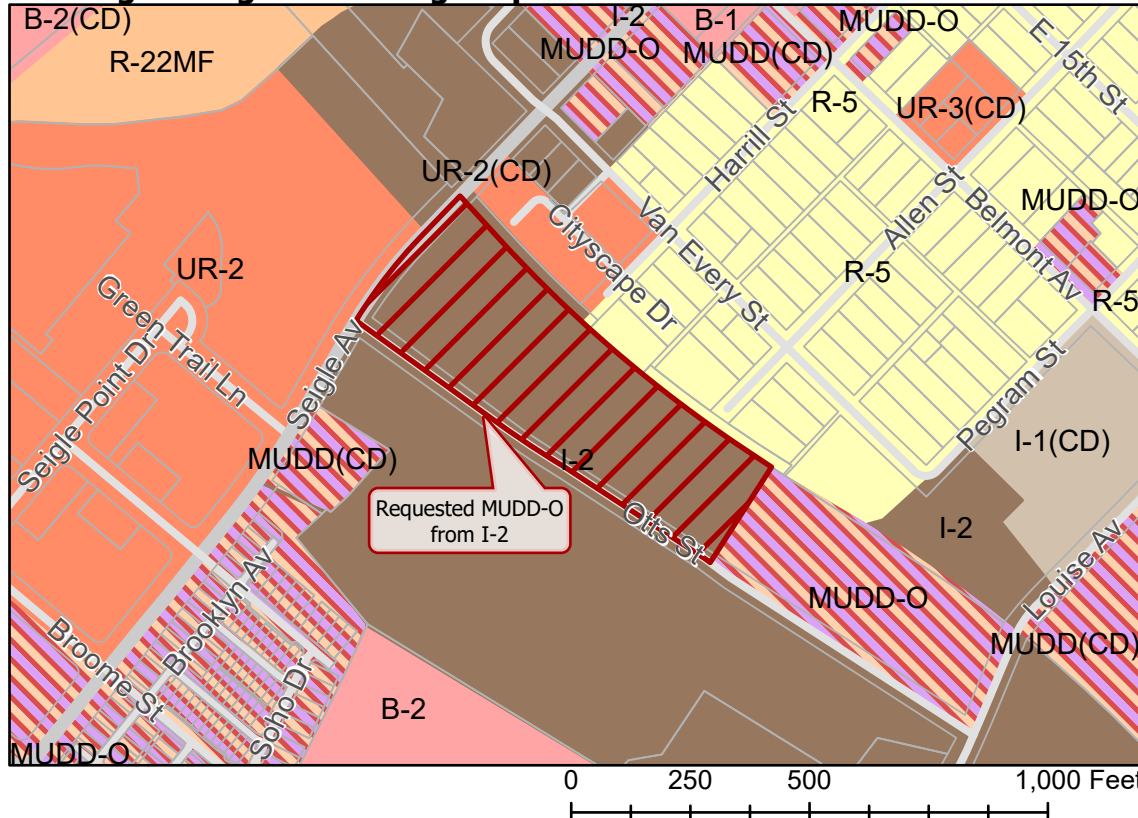 B-2(CD)
R-22MF
I-2
B-1
MUDD-O
MUDD-O
MUDD(CD)
E 15th St
R-5
UR-3(CD)
Harrill St
UR-2(CD)
Allen St
Belmont Av
MUDD-O
Cityscape Dr
Van Every St
UR-2
R-5
R-5
Green Trail Ln
Seigle Point Dr
Seigle Av
Pegram St
I-1(CD)
MUDD(CD)
I-2
Requested MUDD-O
from I-2
Otts St
I-2
Louise Av
MUDD-O
MUDD(CD)
Brooklyn Av
Broome St
Soho Dr
B-2
MUDD-O
0 250 500 1,000 Feet